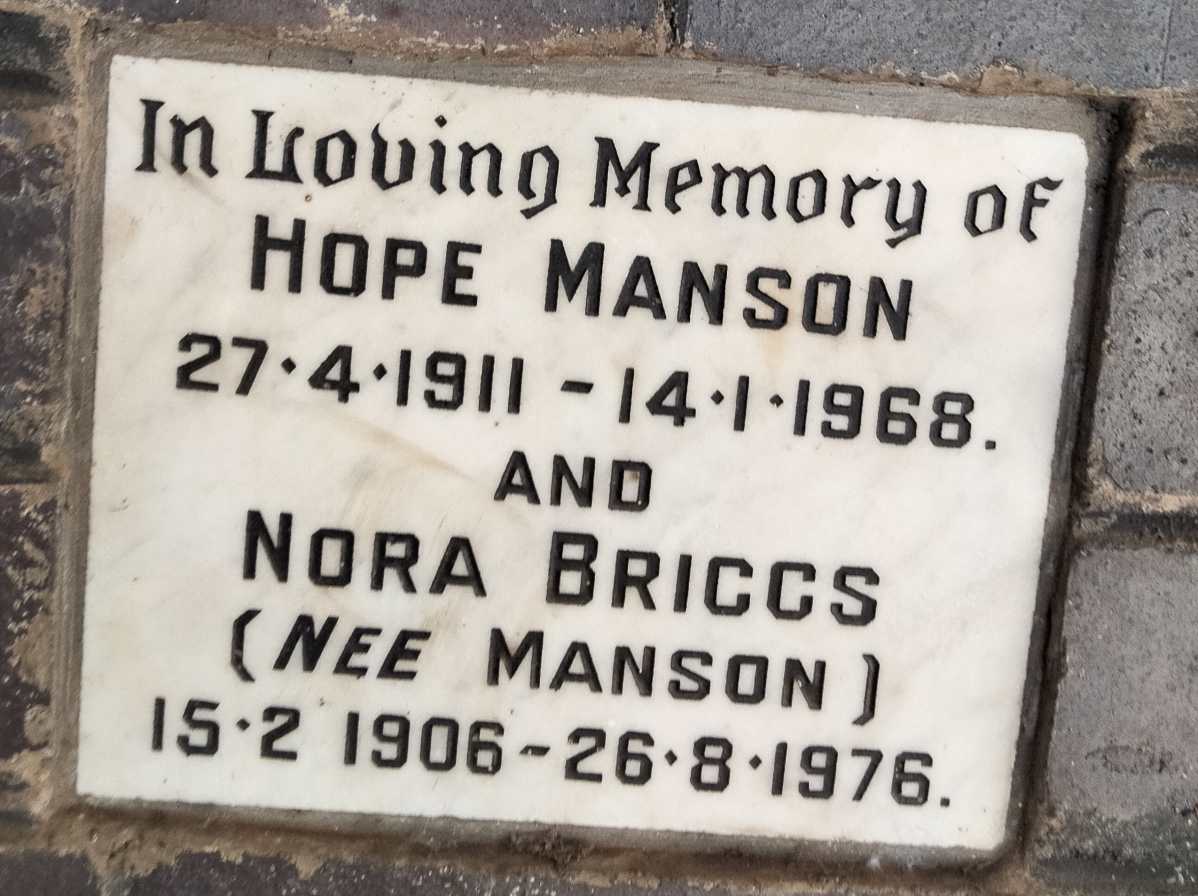 In Loving Memory of
HOPE MANSON
27·4·1911 - 14·1·1968.
AND
NORA BRIGGS
(NEE MANSON)
15·2 1906-26·8·1976.